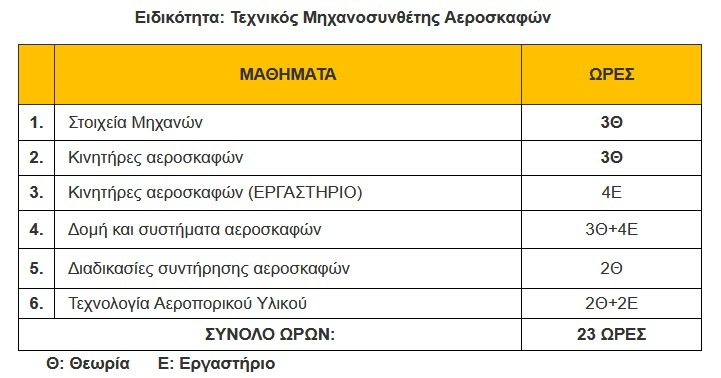 Ειδικότητα: Τεχνικός Μηχανοσυνθέτης Αεροσκαφών
ΜΑΘΗΜΑΤΑ ΩΡΕΣ
1. Στοιχεία Μηχανών 3Θ
2. Κινητήρες αεροσκαφών 3Θ
3. Κινητήρες αεροσκαφών (ΕΡΓΑΣΤΗΡΙΟ) 4Ε
4. Δομή και συστήματα αεροσκαφών 3Θ+4Ε
5. Διαδικασίες συντήρησης αεροσκαφών 2Θ
6. Τεχνολογία Αεροπορικού Υλικού 2Θ+2Ε
ΣΥΝΟΛΟ ΩΡΩΝ: 23 ΩΡΕΣ
Θ: Θεωρία Ε: Εργαστήριο